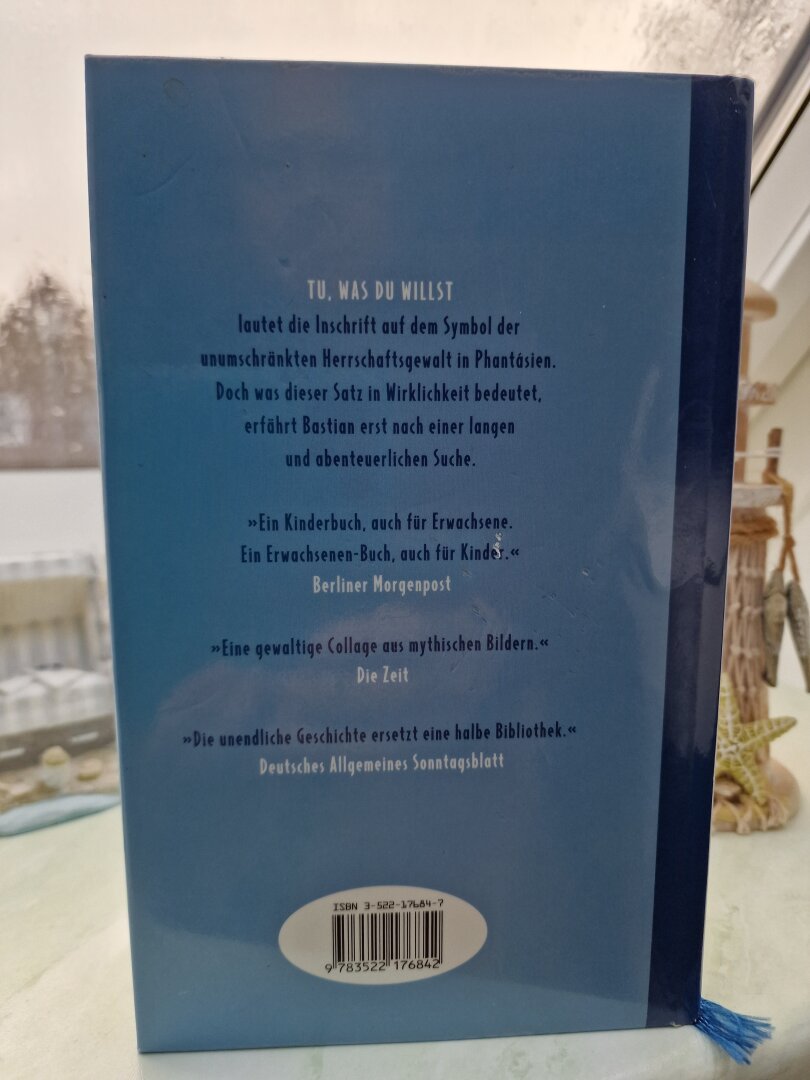 TU, WAS DU WILLST
lautet die Inschrift auf dem Symbol der
unumschränkten Herrschaftsgewalt in Phantásien.
Doch was dieser Satz in Wirklichkeit bedeutet,
erfährt Bastian erst nach einer langen
und abenteuerlichen Suche.
»Ein Kinderbuch, auch für Erwachsene.
Ein Erwachsenen-Buch, auch für Kinder.«
Berliner Morgenpost
»Eine gewaltige Collage aus mythischen Bildern.«
Die Zeit
»Die unendliche Geschichte ersetzt eine halbe Bibliothek.«
Deutsches Allgemeines Sonntagsblatt
ISBN 3-522-17684-7
9 783522 176842